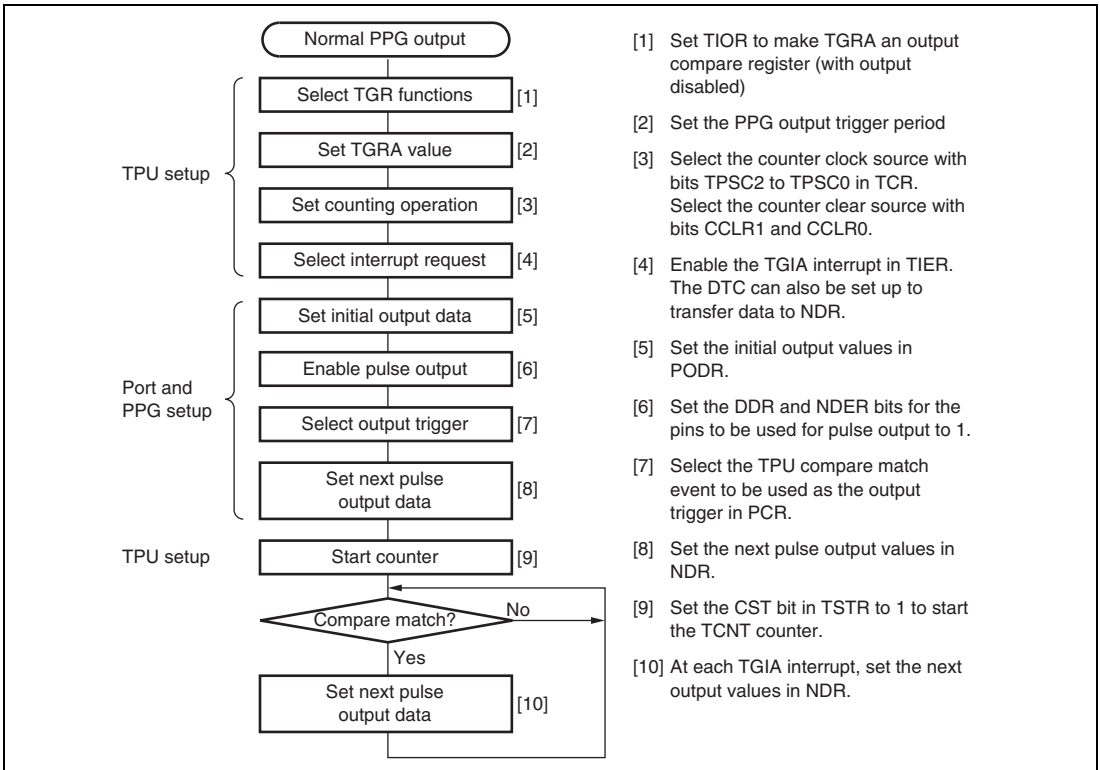 Normal PPG output
Select TGR functions [1]
Set TGRA value [2]
TPU setup
Set counting operation [3]
Select interrupt request [4]
Set initial output data [5]
Enable pulse output [6]
Port and
PPG setup
Select output trigger [7]
Set next pulse
output data
[8]
TPU setup
Start counter [9]
Compare match?
No
Yes
Set next pulse
output data
[10]
[1] Set TIOR to make TGRA an output
compare register (with output
disabled)
[2] Set the PPG output trigger period
[3] Select the counter clock source with
bits TPSC2 to TPSC0 in TCR.
Select the counter clear source with
bits CCLR1 and CCLR0.
[4] Enable the TGIA interrupt in TIER.
The DTC can also be set up to
transfer data to NDR.
[5] Set the initial output values in
PODR.
[6] Set the DDR and NDER bits for the
pins to be used for pulse output to 1.
[7] Select the TPU compare match
event to be used as the output
trigger in PCR.
[8] Set the next pulse output values in
NDR.
[9] Set the CST bit in TSTR to 1 to start
the TCNT counter.
[10] At each TGIA interrupt, set the next
output values in NDR.